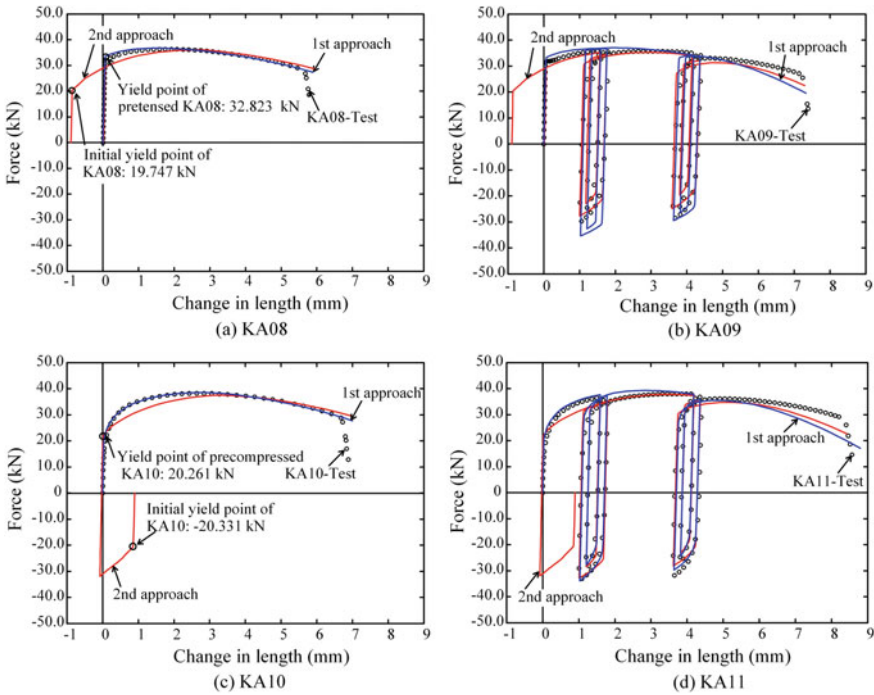 50.0
40.0
30.0
20.0
10.0
0.0
10.0
20.0
30.0
40.0
50.0
Force (kN)
2nd approach
1st approach
Yield point of
pretensed KA08: 32.823 kN
KA08-Test
Initial yield point of
KA08: 19.747 kN
-1 0 1 2 3 4 5 6 7 8 9
Change in length (mm)
(a) KA08
50.0
40.0
30.0
20.0
10.0
0.0
-10.0
-20.0
-30.0
-40.0
-50.0
Force (kN)
2nd approach
1st approach
KA09-Test
-1 0 1 2 3 4 5 6 7 8 9
Change in length (mm)
(b) KA09
50.0
40.0
30.0
20.0
10.0
0.0
-10.0
-20.0
-30.0
-40.0
50.0
Force (kN)
1st approach
Yield point of precompressed
KA10: 20.261 kN
KA10-Test
Initial yield point of
KA10: -20.331 kN
2nd approach
-1 0 1 2 3 4 5 6 7 8 9
Change in length (mm)
(c) KA10
50.0
40.0
30.0
20.0
10.0
0.0
-10.0
-20.0
-30.0
-40.0
-50.0
Force (kN)
1st approach
KA11-Test
2nd approach
-1 0 1 2 3 4 5 6 7 8 9
Change in length (mm)
(d) KA11